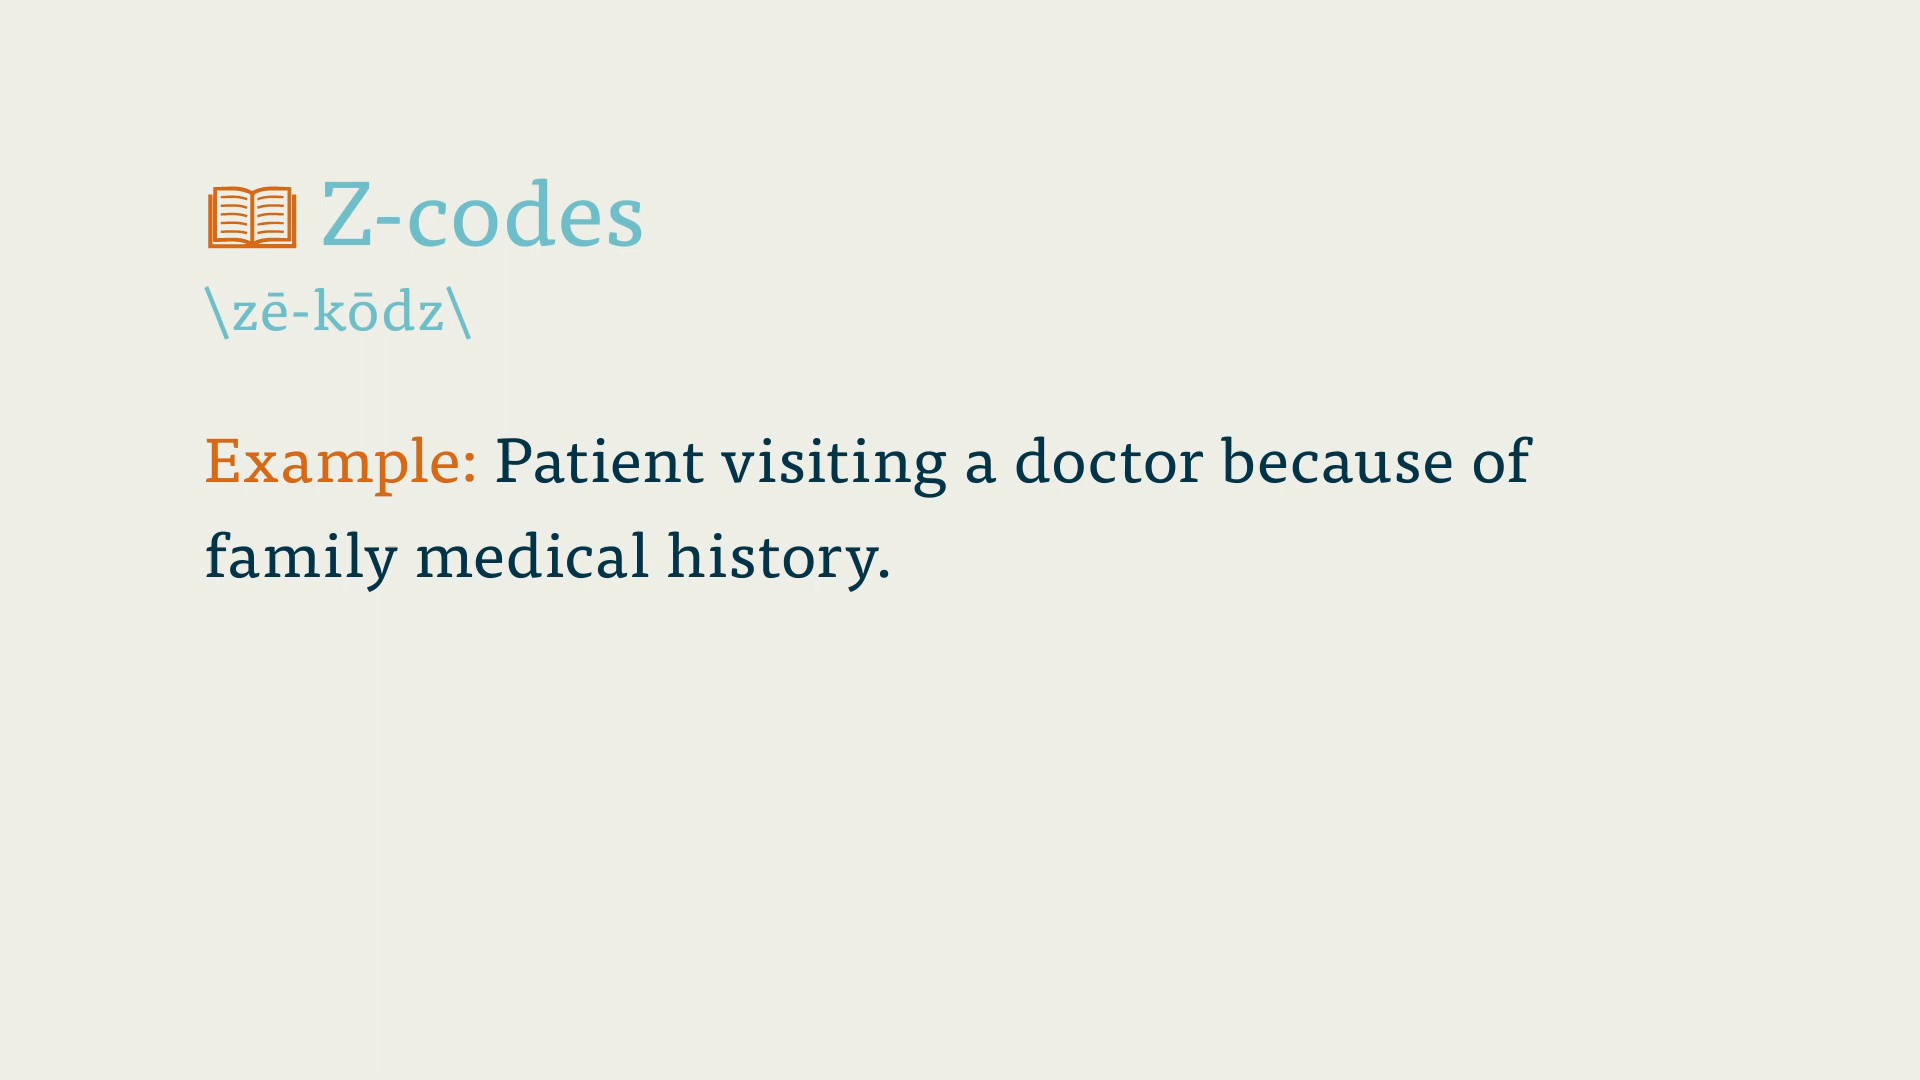 Z-codes
\zē-kōdz\
Example: Patient visiting a doctor because of
family medical history.